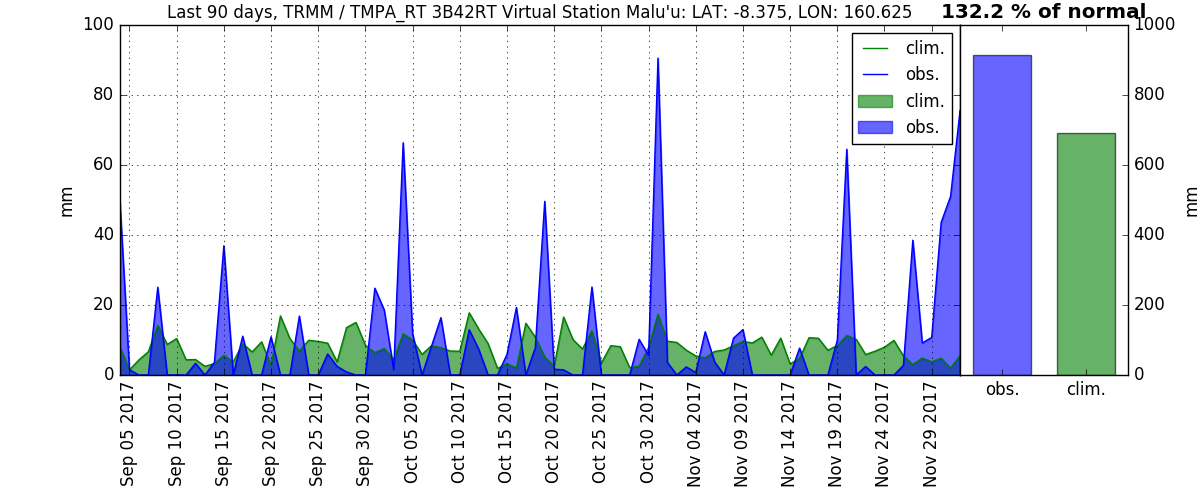 Last 90 days, TRMM / TMPA_RT 3B42RT Virtual Station Malu'u: LAT: -8.375, LON: 160.625
132.2 % of normal
100
80
60
40
20
0
mm
clim.
obs.
clim.
obs.
1000
800
600
400
200
0
mm
Sep 05 2017
Sep 10 2017
Sep 15 2017
Sep 20 2017
Sep 25 2017
Sep 30 2017
Oct 05 2017
Oct 10 2017
Oct 15 2017
Oct 20 2017
Oct 25 2017
Oct 30 2017
Nov 04 2017
Nov 09 2017
Nov 14 2017
Nov 19 2017
Nov 24 2017
Nov 29 2017
obs.
clim.